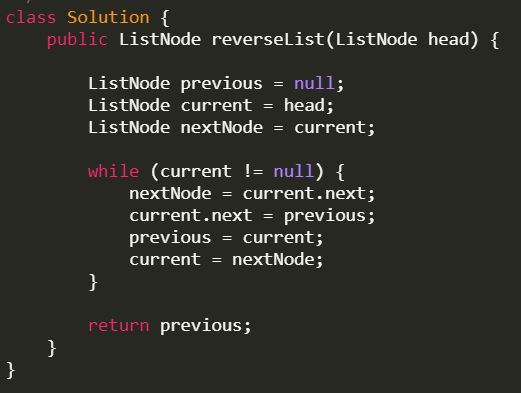 class Solution {
    public ListNode reverseList(ListNode head) {

        ListNode previous = null;
        ListNode current = head;
        ListNode nextNode = current;

        while (current != null) {
            nextNode = current.next;
            current.next = previous;
            previous = current;
            current = nextNode;
        }

        return previous;
    }
}